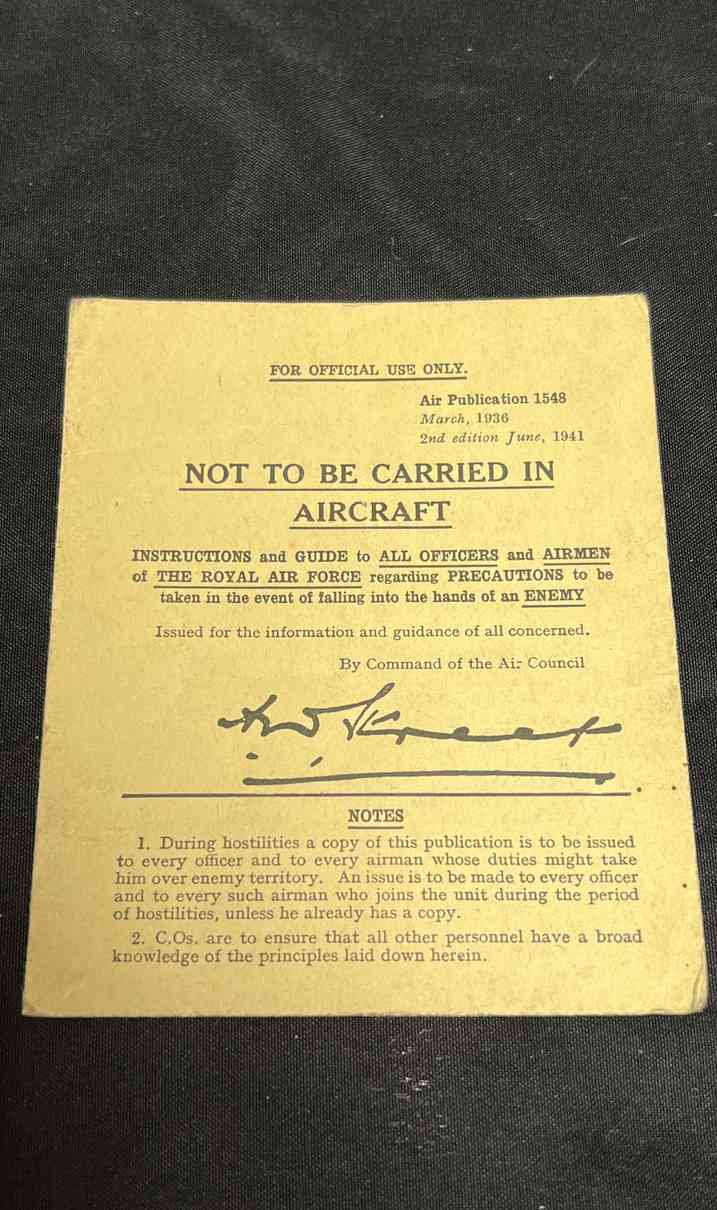 FOR OFFICIAL USE ONLY.
Air Publication 1548
March, 1936
2nd edition June, 1941
NOT TO BE CARRIED IN
AIRCRAFT
INSTRUCTIONS and GUIDE to ALL OFFICERS and AIRMEN
of THE ROYAL AIR FORCE regarding PRECAUTIONS to be
taken in the event of falling into the hands of an ENEMY
Issued for the information and guidance of all concerned.
By Command of the Air Council
NOTES
1. During hostilities a copy of this publication is to be issued
to every officer and to every airman whose duties might take
him over enemy territory. An issue is to be made to every officer
and to every such airman who joins the unit during the period
of hostilities, unless he already has a copy.
2. C.Os. are to ensure that all other personnel have a broad
knowledge of the principles laid down herein.